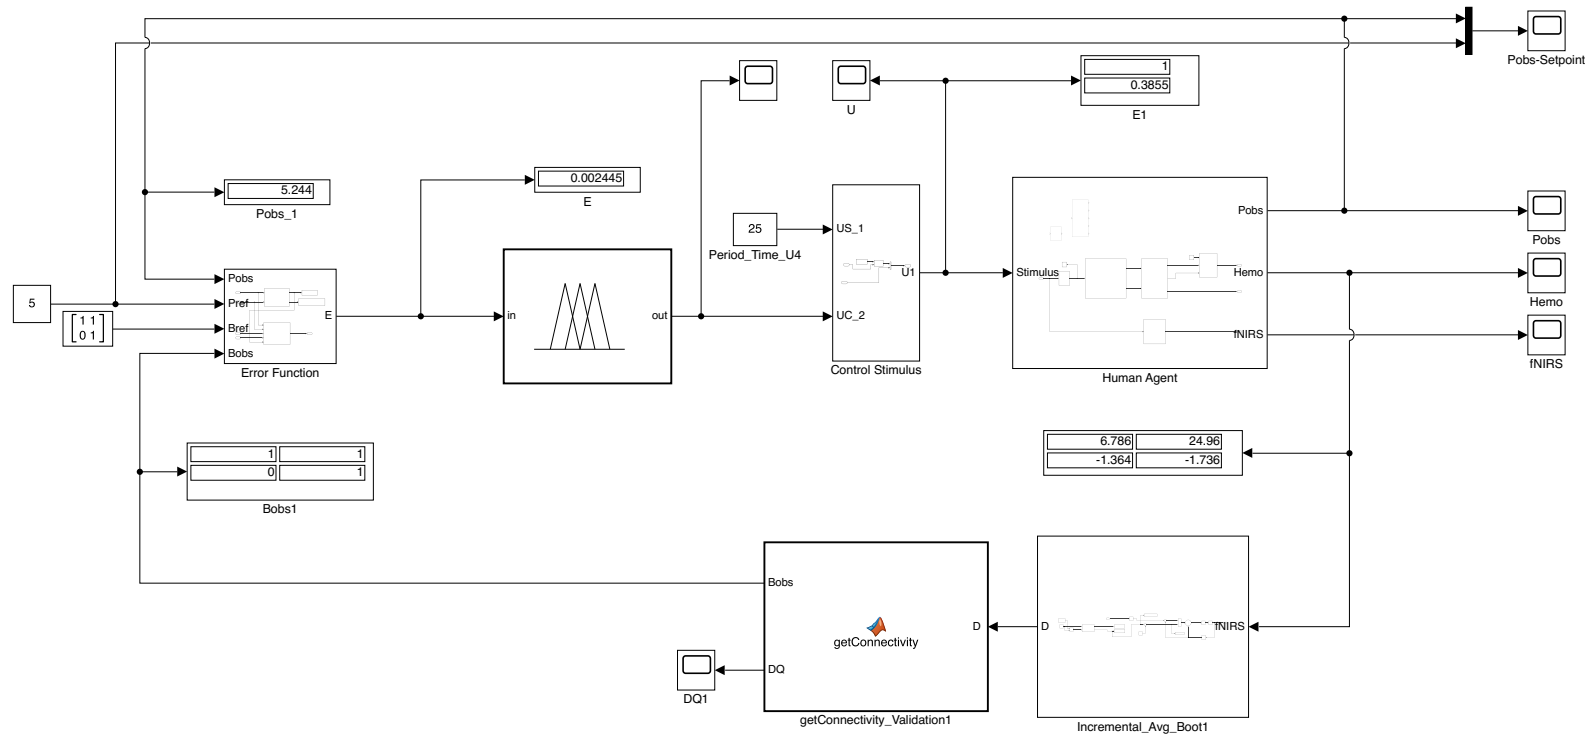 Pobs-Setpoint
U
1
0.3855
E1
5.244
Pobs_1
0.002445
E
25
Period_Time_U4
US_1
U1
UC_2
Control Stimulus
Stimulus
Pobs
Hemo
fNIRS
Human Agent
Pobs
Hemo
fNIRS
5
1 1
0 1
Pobs
Pref
Bref
Bobs
E
Error Function
in
out
1 1
0 1
Bobs1
6.786 24.96
-1.364 -1.736
Bobs
D
getConnectivity
DQ
getConnectivity_Validation1
DQ1
D
fNIRS
Incremental_Avg_Boot1